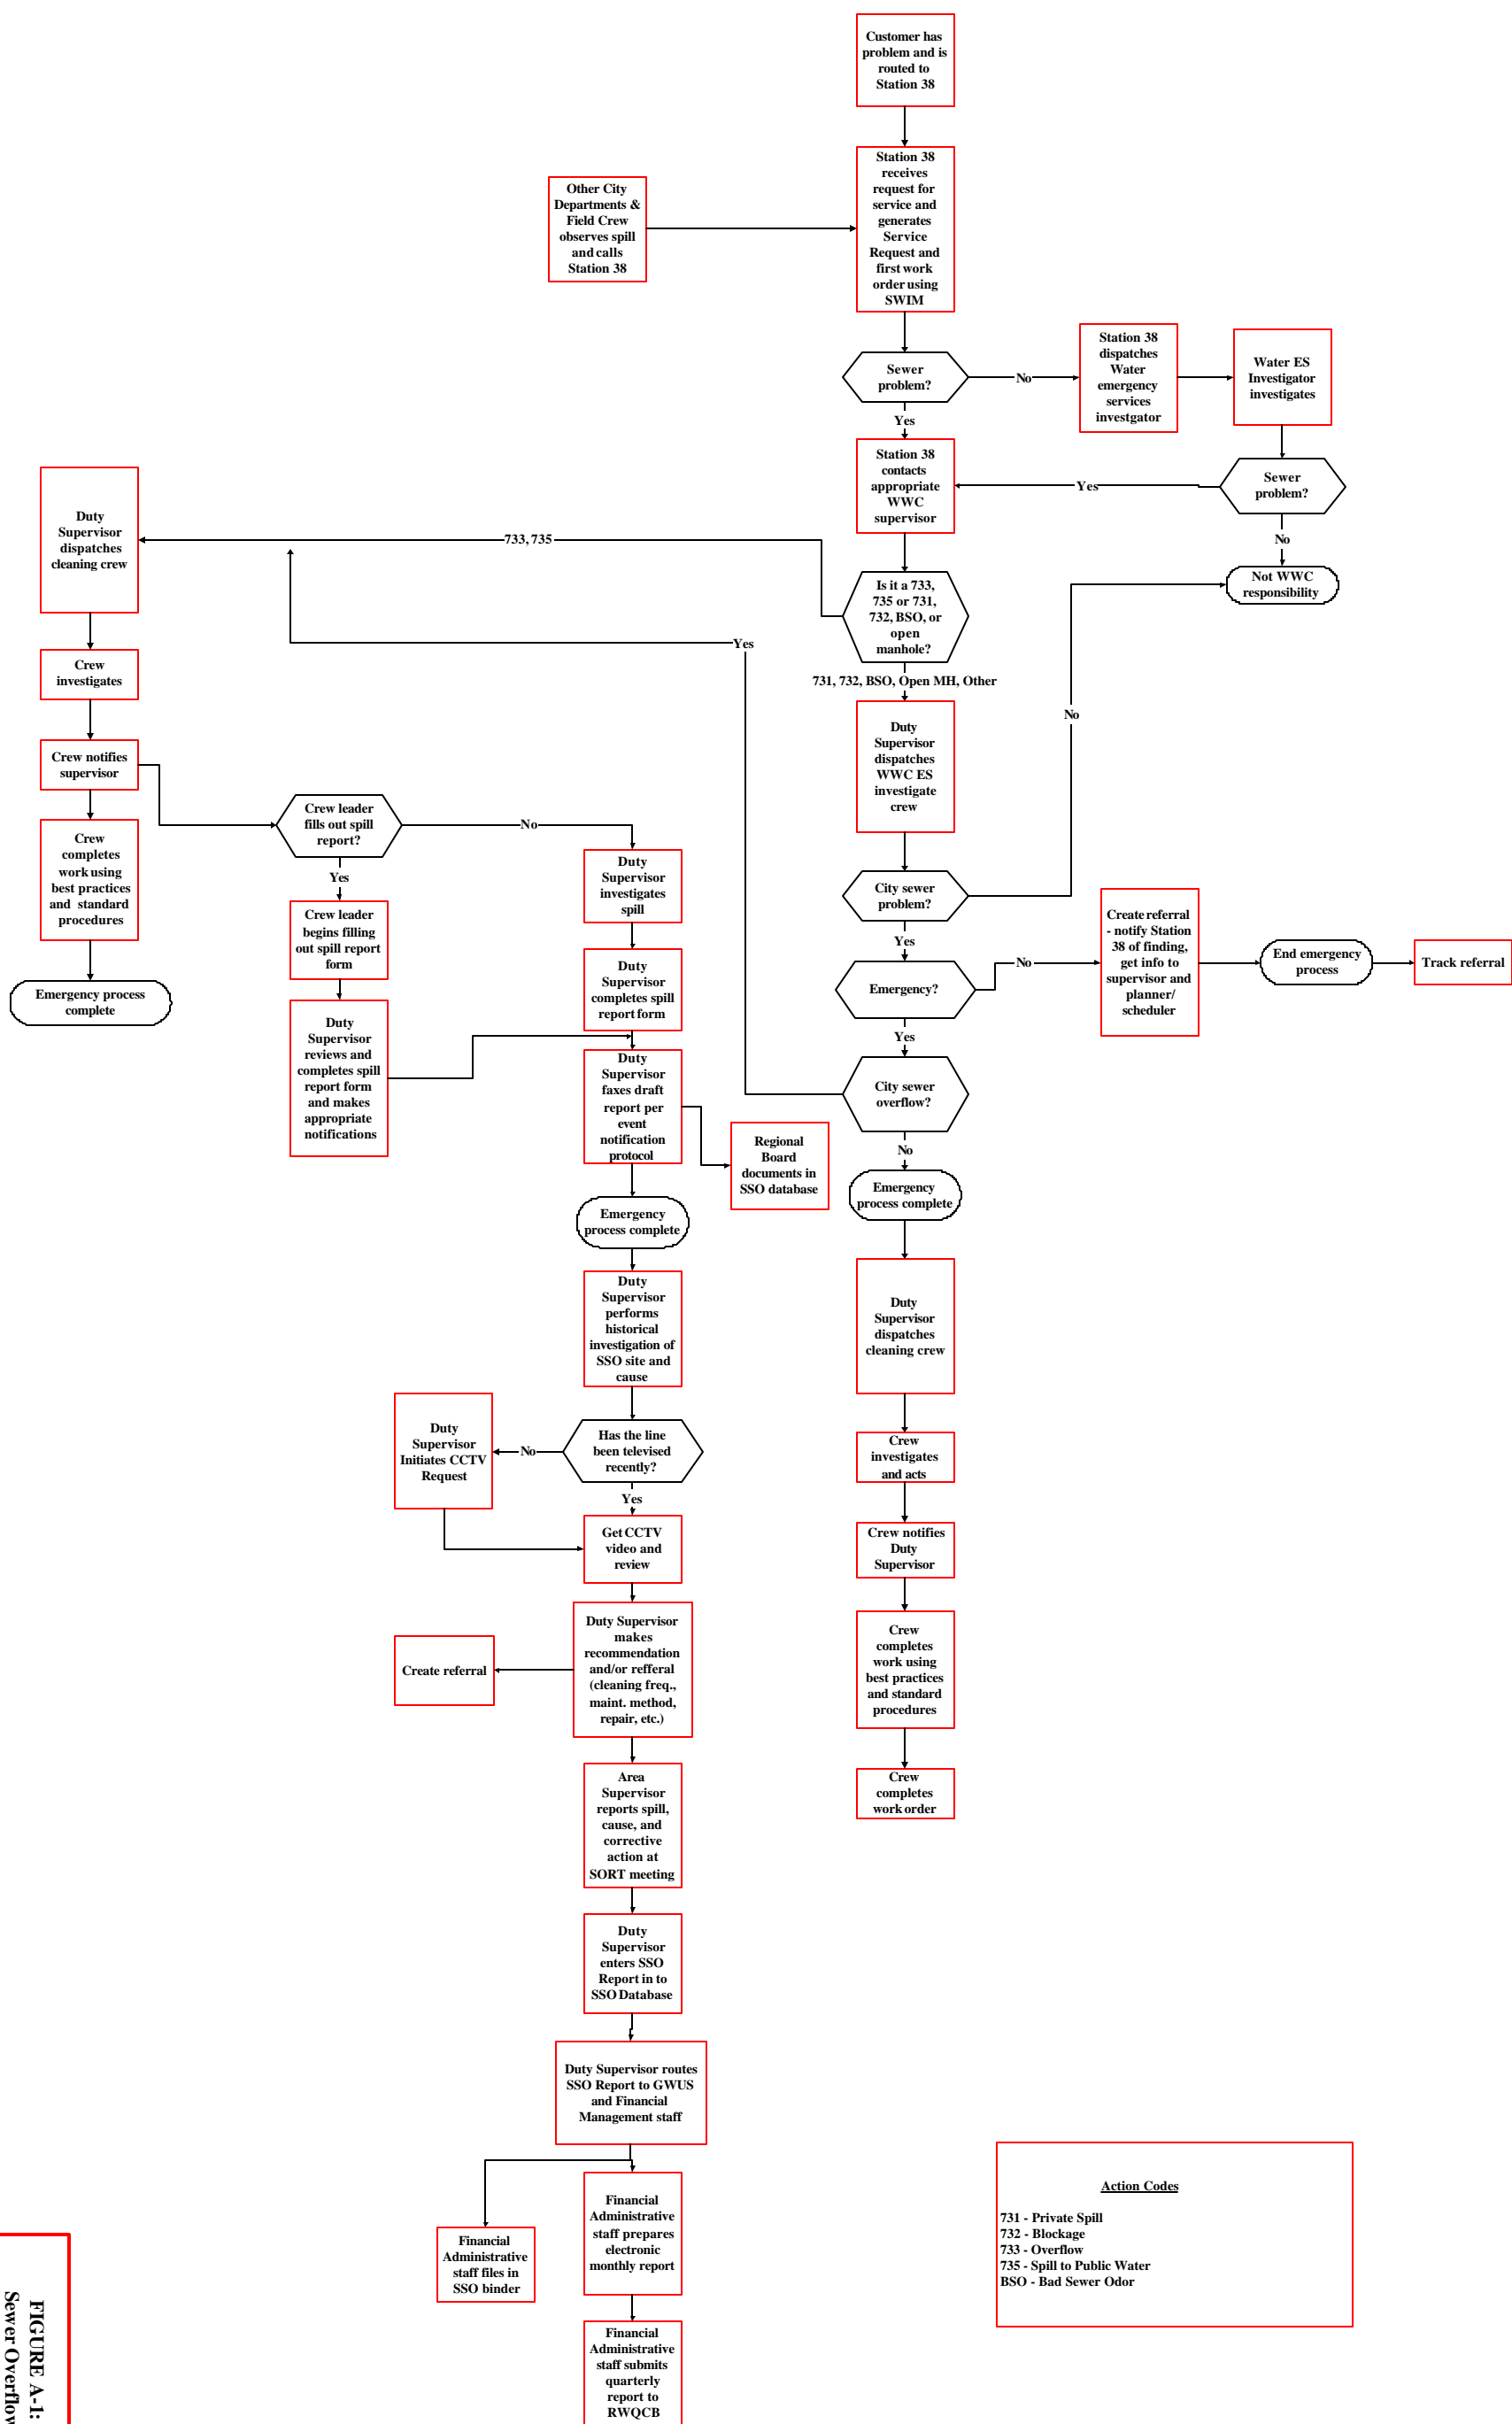 Customer has
problem and is
routed to
Station 38
Station 38
receives
request for
service and
generates
Service
Request and
first work
order using
SWIM
Other City
Departments &
Field Crew
observes spill
and calls
Station 38
Sewer
problem?
No
Station 38
dispatches
Water
emergency
services
investgator
Water ES
Investigator
investigates
Yes
Station 38
contacts
appropriate
WWC
supervisor
Yes
Sewer
problem?
No
Not WWC
responsibility
Duty
Supervisor
dispatches
cleaning crew
733, 735
Is it a 733,
735 or 731,
732, BSO, or
open
manhole?
Yes
731, 732, BSO, Open MH, Other
No
Crew
investigates
Duty
Supervisor
dispatches
WWC ES
investigate
crew
Crew notifies
supervisor
Crew leader
fills out spill
report?
No
Crew
completes
work using
best practices
and standard
procedures
Yes
Duty
Supervisor
investigates
spill
City sewer
problem?
Crew leader
begins filling
out spill report
form
Yes
Create referral
- notify Station
38 of finding,
get info to
supervisor and
planner/
scheduler
End emergency
process
Track referral
Emergency process
complete
Duty
Supervisor
completes spill
report form
Emergency?
No
Duty
Supervisor
reviews and
completes spill
report form
and makes
appropriate
notifications
Yes
Duty
Supervisor
faxes draft
report per
event
notification
protocol
City sewer
overflow?
Regional
Board
documents in
SSO database
No
Emergency
process complete
Emergency
process complete
Duty
Supervisor
performs
historical
investigation of
SSO site and
cause
Duty
Supervisor
dispatches
cleaning crew
Duty
Supervisor
Initiates CCTV
Request
No
Has the line
been televised
recently?
Crew
investigates
and acts
Yes
Get CCTV
video and
review
Crew notifies
Duty
Supervisor
Create referral
Duty Supervisor
makes
recommendation
and/or refferal
(cleaning freq.,
maint. method,
repair, etc.)
Crew
completes
work using
best practices
and standard
procedures
Area
Supervisor
reports spill,
cause, and
corrective
action at
SORT meeting
Crew
completes
work order
Duty
Supervisor
enters SSO
Report in to
SSO Database
Duty Supervisor routes
SSO Report to GWUS
and Financial
Management staff
Financial
Administrative
staff files in
SSO binder
Financial
Administrative
staff prepares
electronic
monthly report
Financial
Administrative
staff submits
quarterly
report to
RWQCB
Action Codes
731 - Private Spill
732 - Blockage
733 - Overflow
735 - Spill to Public Water
BSO - Bad Sewer Odor
FIGURE A-1:
Sewer Overflow